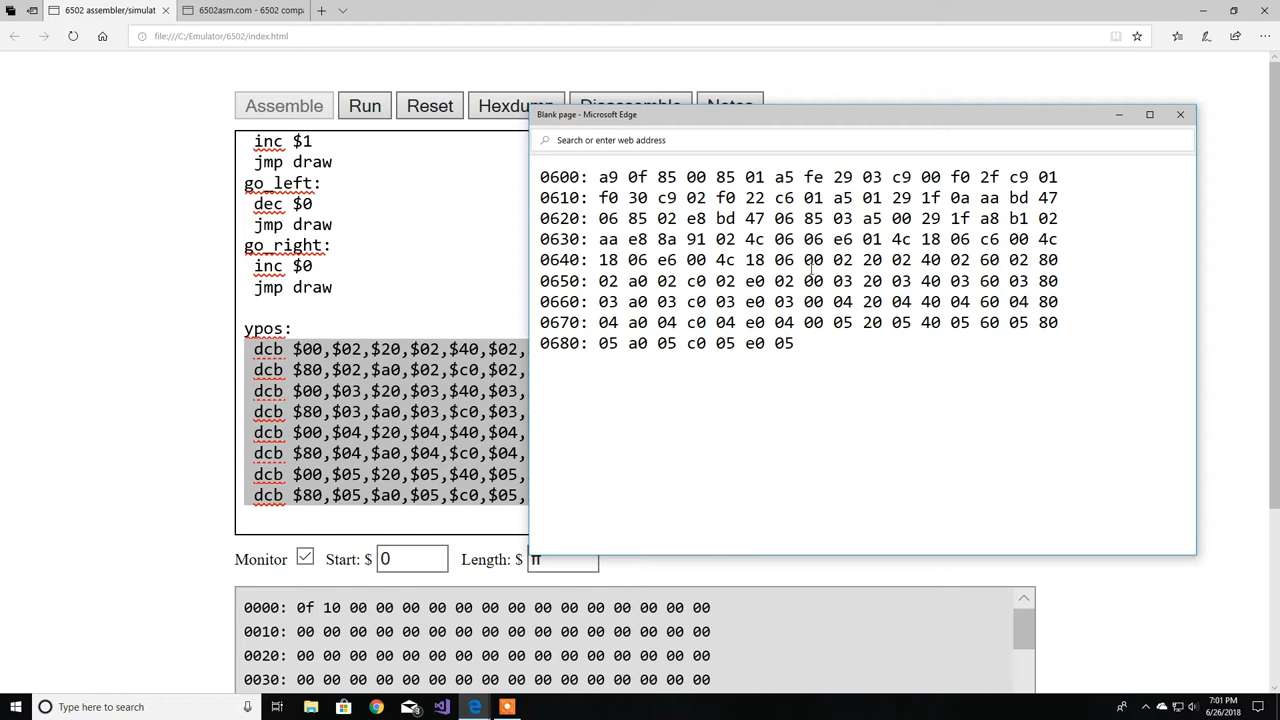 6502 assembler/simulat
6502asm.com - 6502 compa
file:///C:/Emulator/6502/index.html
Assemble
Run
Reset
Hexdump
Notes
inc $1
jmp draw
go_left:
dec $0
jmp draw
go_right:
inc $0
jmp draw
ypos:
dcb $00,$02,$20,$02,$40,$02,
dcb $80,$02,$a0,$02,$c0,$02,
dcb $00,$03,$20,$03,$40,$03,
dcb $80,$03,$a0,$03,$c0,$03,
dcb $00,$04,$20,$04,$40,$04,
dcb $80,$04,$a0,$04,$c0,$04,
dcb $00,$05,$20,$05,$40,$05,
dcb $80,$05,$a0,$05,$c0,$05,
Blank page - Microsoft Edge
Search or enter web address
0600: a9 0f 85 00 85 01 a5 fe 29 03 c9 00 f0 2f c9 01
0610: f0 30 c9 02 f0 22 c6 01 a5 01 29 1f 0a aa bd 47
0620: 06 85 02 e8 bd 47 06 85 03 a5 00 29 1f a8 b1 02
0630: aa e8 8a 91 02 4c 06 06 e6 01 4c 18 06 c6 00 4c
0640: 18 06 e6 00 4c 18 06 00 02 20 02 40 02 60 02 80
0650: 02 a0 02 c0 02 e0 02 00 03 20 03 40 03 60 03 80
0660: 03 a0 03 c0 03 e0 03 00 04 20 04 40 04 60 04 80
0670: 04 a0 04 c0 04 e0 04 00 05 20 05 40 05 60 05 80
0680: 05 a0 05 c0 05 e0 05
Monitor Start: $ 0 Length: $ ff
0000: 0f 10 00 00 00 00 00 00 00 00 00 00 00 00 00 00
0010: 00 00 00 00 00 00 00 00 00 00 00 00 00 00 00 00
0020: 00 00 00 00 00 00 00 00 00 00 00 00 00 00 00 00
0030: 00 00 00 00 00 00 00 00 00 00 00 00 00 00 00 00
Type here to search
3
7:01 PM
6/26/2018